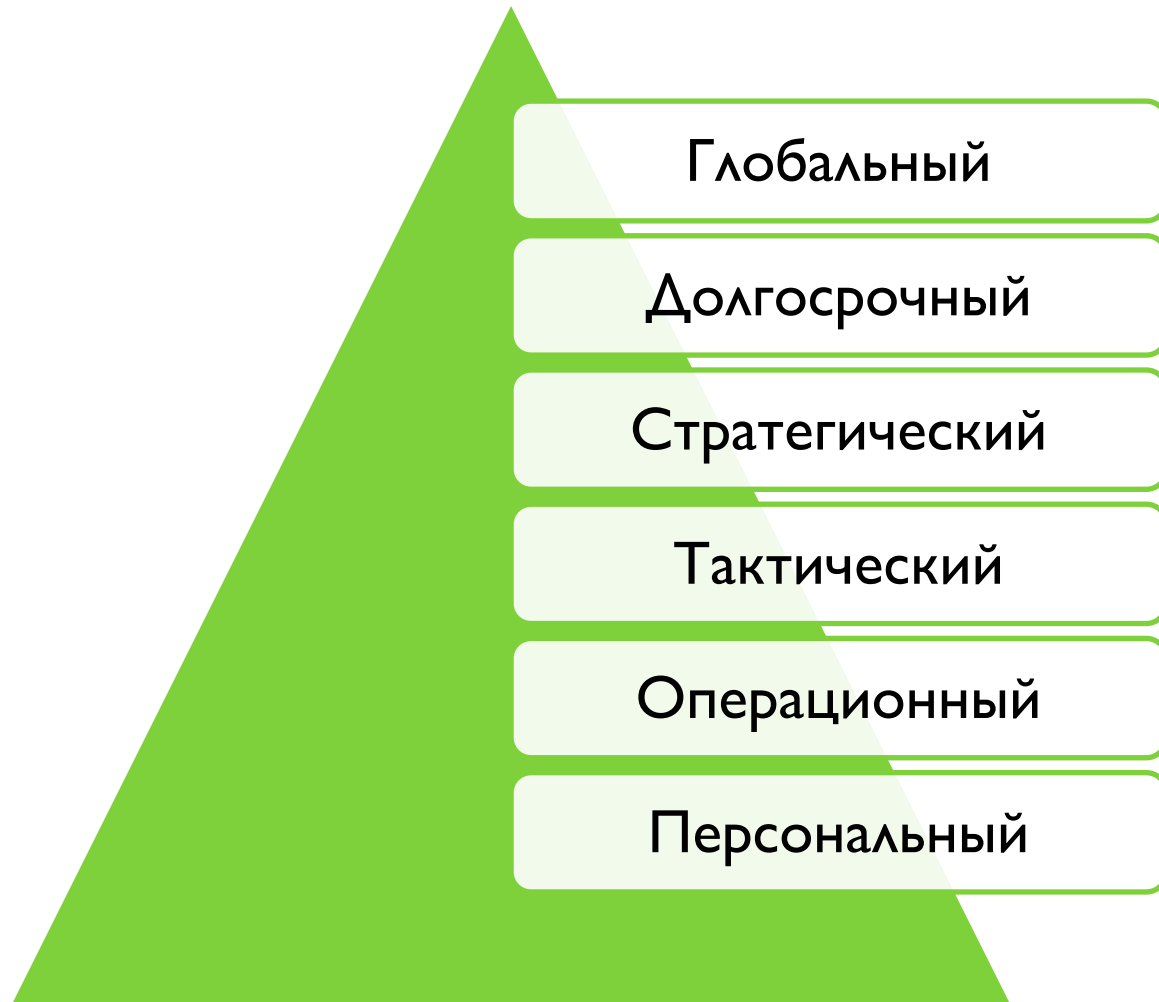 Глобальный
Долгосрочный
Стратегический
Тактический
Операционный
Персональный